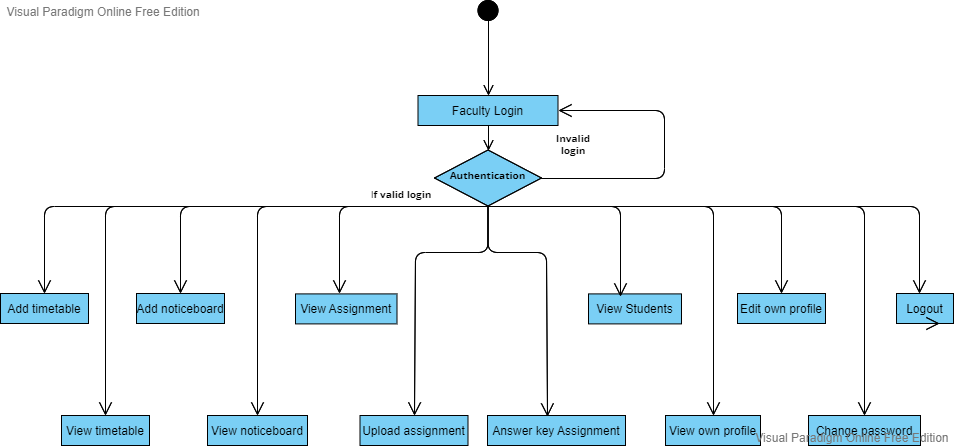 Visual Paradigm Online Free Edition
Faculty Login
Invalid
login
Authentication
If valid login
Add timetable
Add noticeboard
View Assignment
View Students
Edit own profile
Logout
View timetable
View noticeboard
Upload assignment
Answer key Assignment
View own profile
Change password
Visual Paradigm Online Free Edition